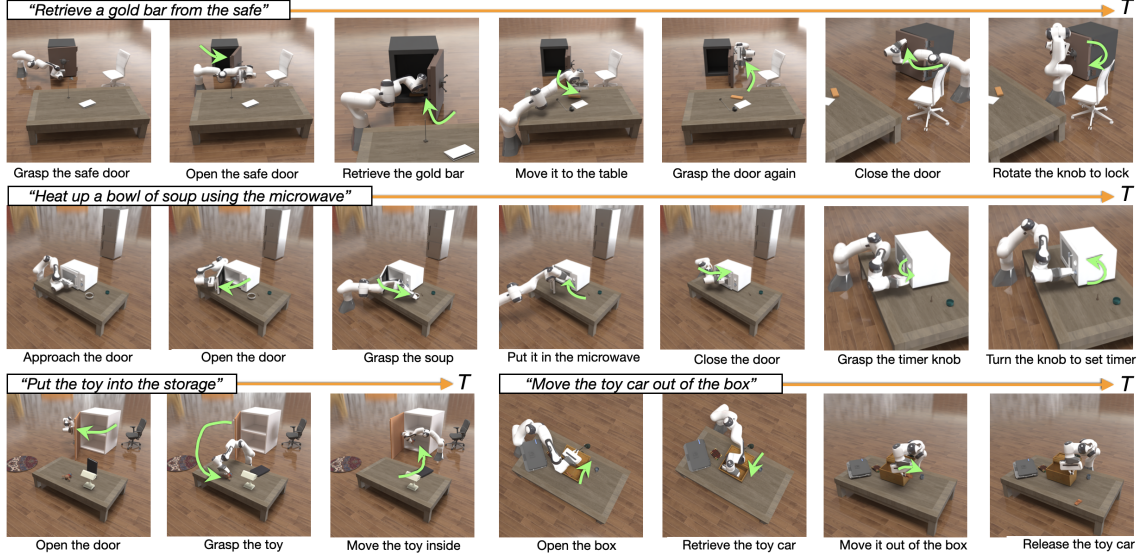 “Retrieve a gold bar from the safe”
T
Grasp the safe door
Open the safe door
Retrieve the gold bar
Move it to the table
Grasp the door again
Close the door
Rotate the knob to lock
“Heat up a bowl of soup using the microwave”
T
Approach the door
Open the door
Grasp the soup
Put it in the microwave
Close the door
Grasp the timer knob
Turn the knob to set timer
“Put the toy into the storage”
T
“Move the toy car out of the box”
T
Open the door
Grasp the toy
Move the toy inside
Open the box
Retrieve the toy car
Move it out of the box
Release the toy car